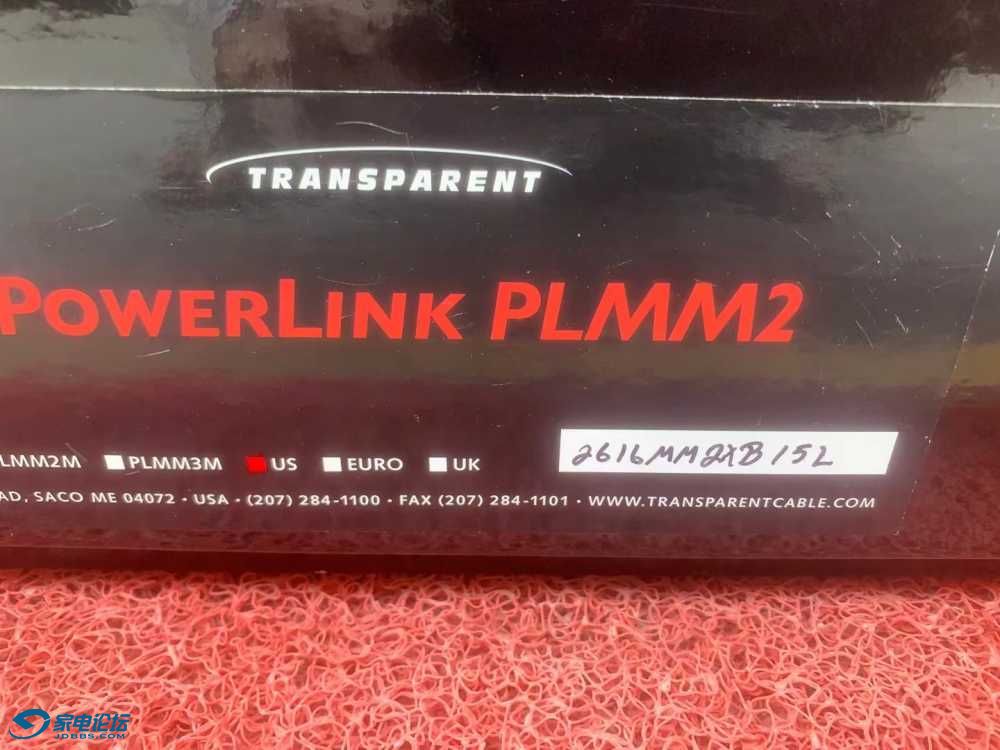 TRANSPARENT
POWERLINK PLMM2
LMM2M PLMM3M US EURO UK
2616MM2XB15L
AD, SACO ME 04072 · USA · (207) 284-1100 · FAX (207) 284-1101 · WWW.TRANSPARENTCABLE.COM
家电论坛
JDBBS.COM